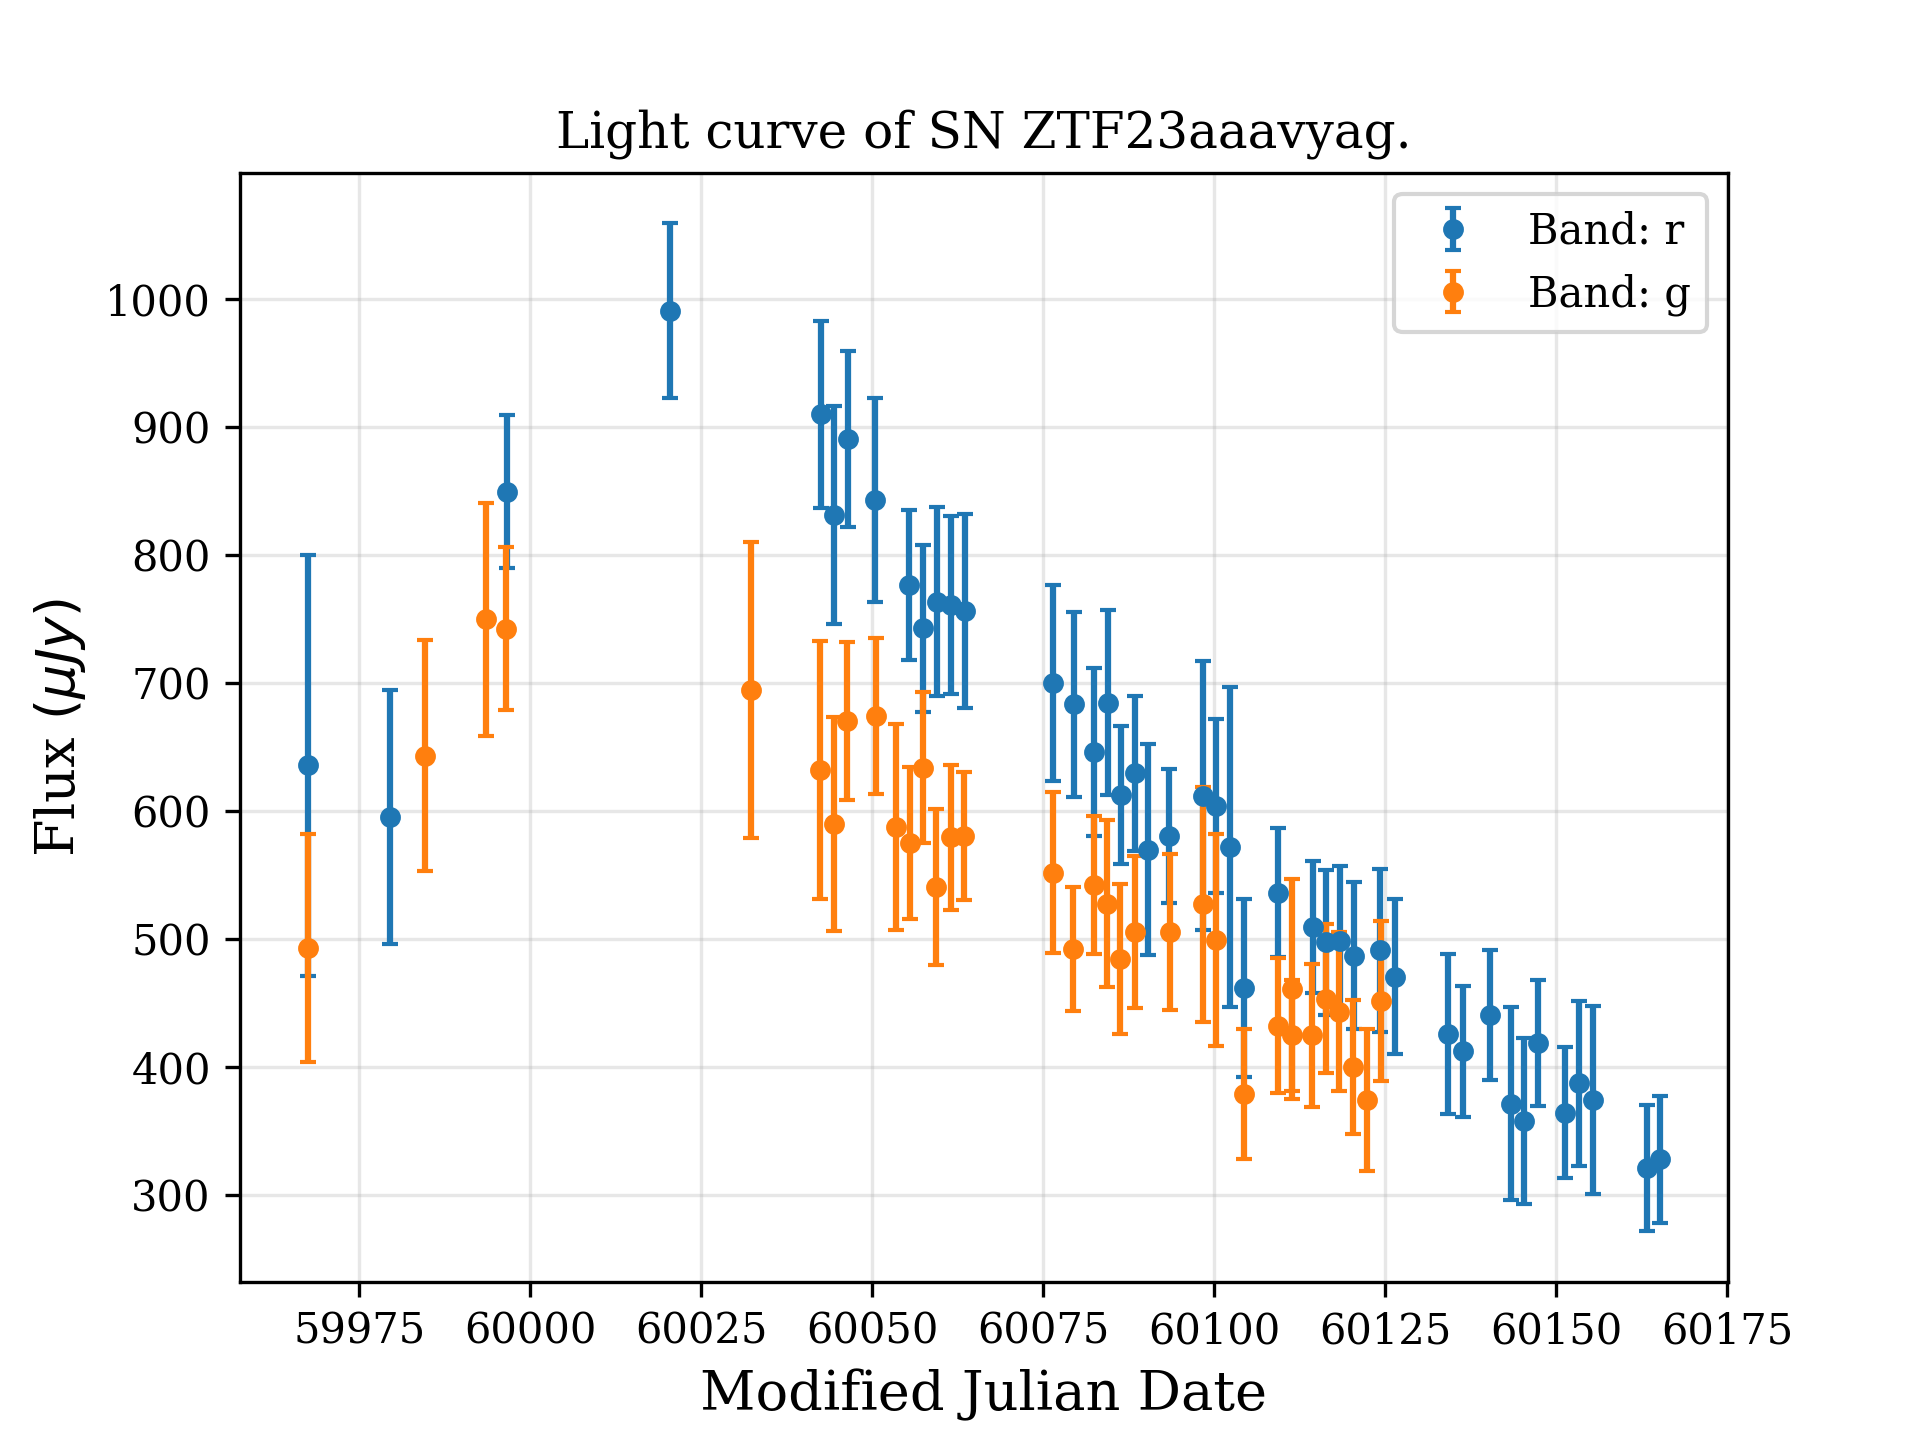 Light curve of SN ZTF23aaavyag.
Band: r
Band: g
Flux (μJy)
1000
900
800
700
600
500
400
300
59975 60000 60025 60050 60075 60100 60125 60150 60175
Modified Julian Date